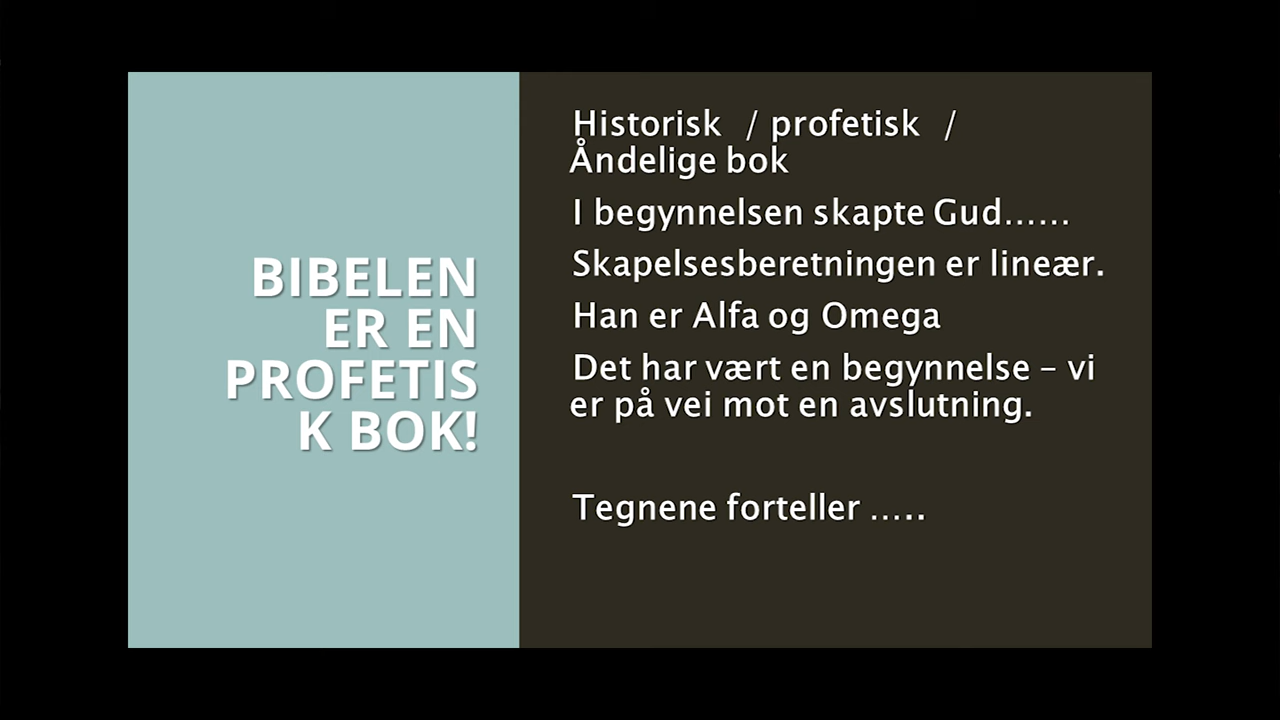 BIBELEN
ER EN
PROFETIS
K BOK!
Historisk / profetisk /
Åndelige bok
I begynnelsen skapte Gud……
Skapelsesberetningen er lineær.
Han er Alfa og Omega
Det har vært en begynnelse – vi
er på vei mot en avslutning.
Tegnene forteller …..